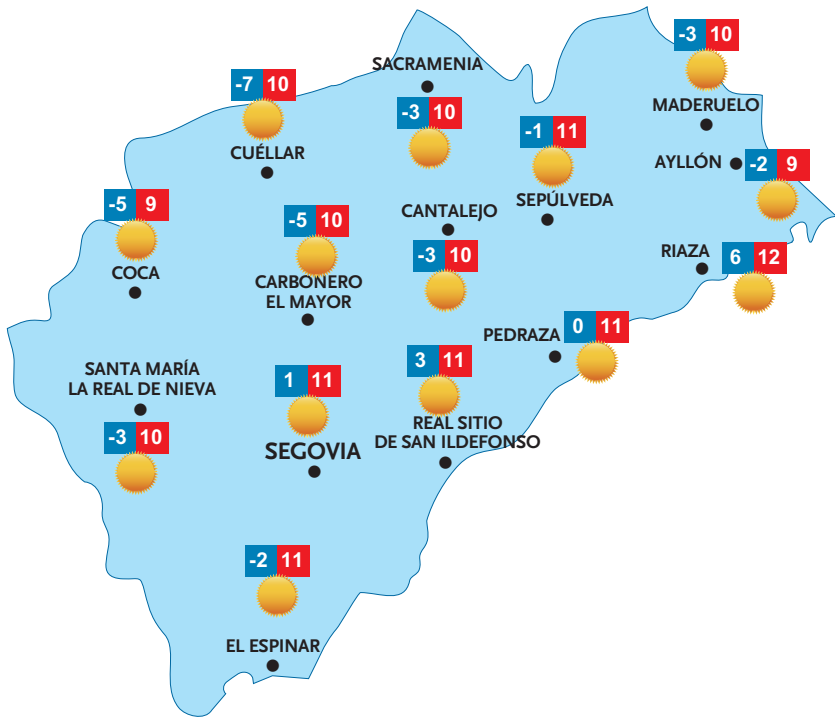 -3 10
MADERUELO
SACRAMENIA
-3 10
-7 10
CUÉLLAR
-1 11
SEPÚLVEDA
AYLLÓN
-2 9
-5 9
COCA
-5 10
CARBONERO
EL MAYOR
CANTALEJO
-3 10
RIAZA
6 12
PEDRAZA
0 11
SANTA MARÍA
LA REAL DE NIEVA
-3 10
1 11
SEGOVIA
3 11
REAL SITIO
DE SAN ILDEFONSO
-2 11
EL ESPINAR